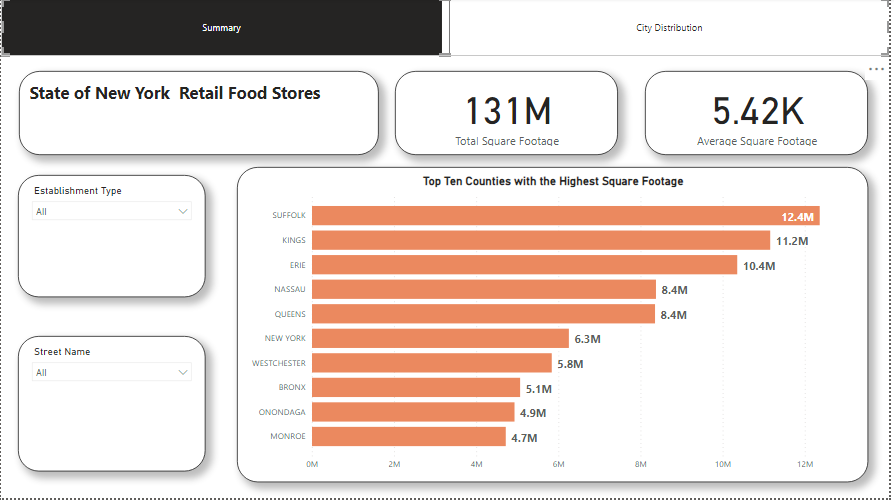 Summary
City Distribution
State of New York  Retail Food Stores
131M
Total Square Footage
5.42K
Average Square Footage
Establishment Type
All
Street Name
All
Top Ten Counties with the Highest Square Footage
SUFFOLK 12.4M
KINGS 11.2M
ERIE 10.4M
NASSAU 8.4M
QUEENS 8.4M
NEW YORK 6.3M
WESTCHESTER 5.8M
BRONX 5.1M
ONONDAGA 4.9M
MONROE 4.7M
0M 2M 4M 6M 8M 10M 12M